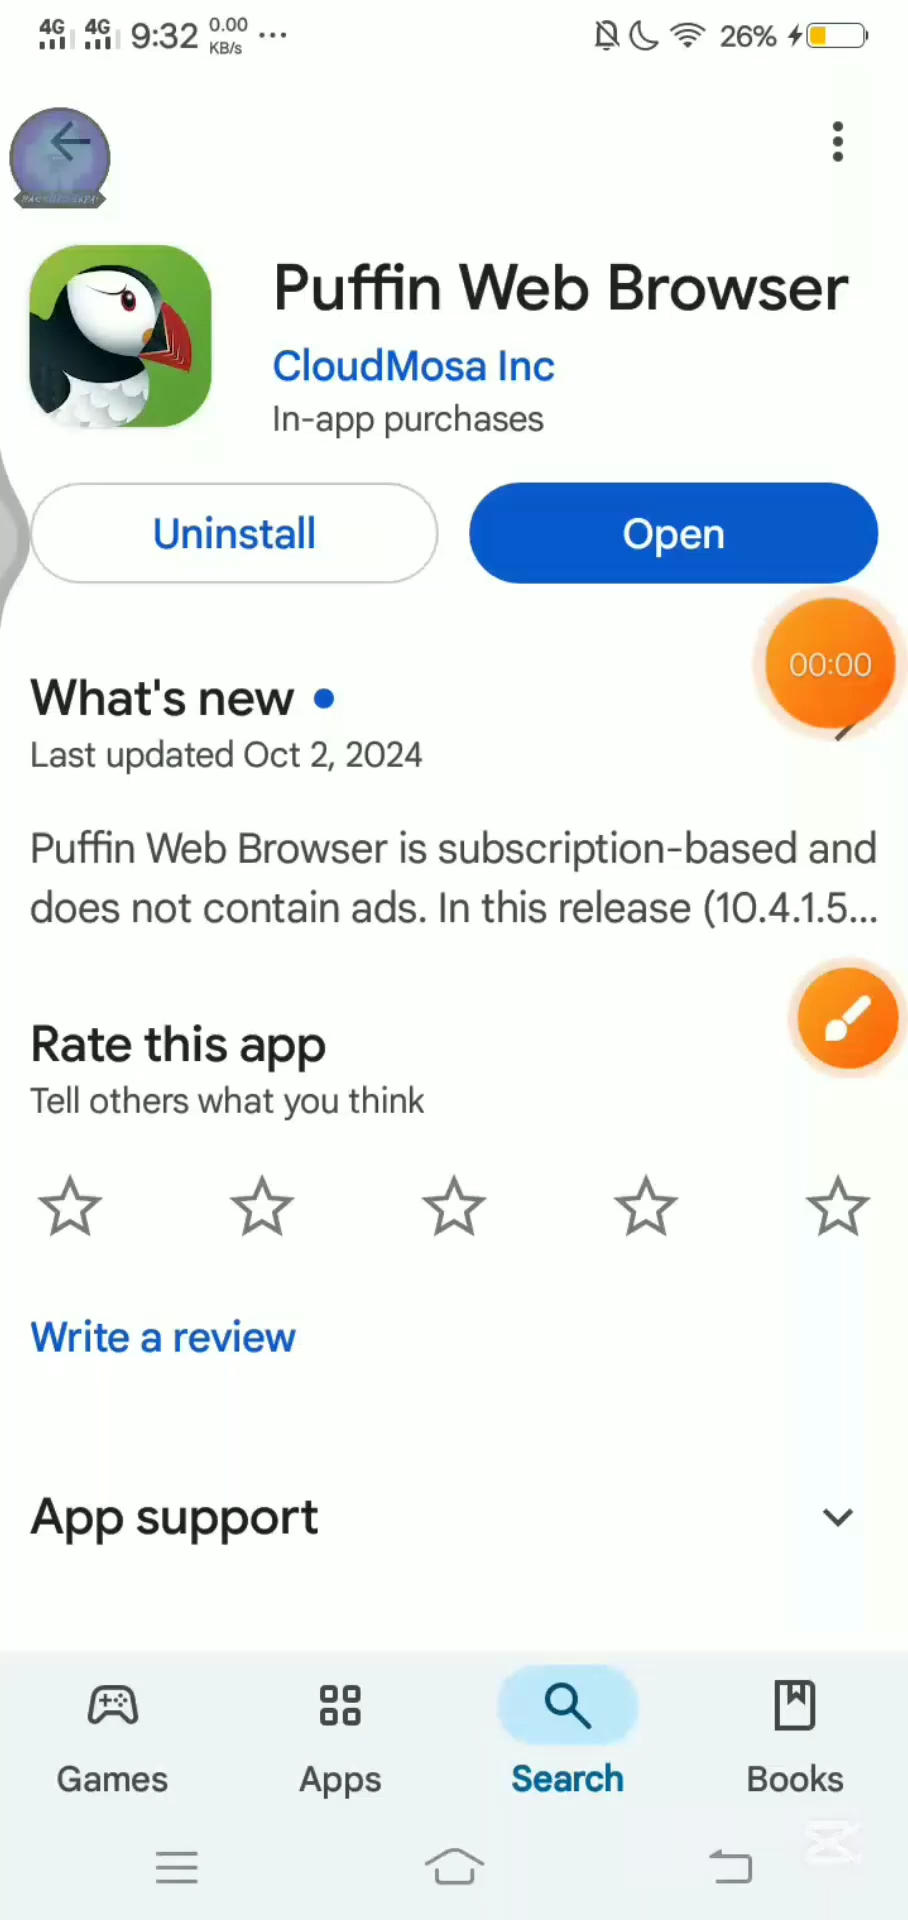 4G 4G 9:32 0.00 KB/s ... 26%
Puffin Web Browser
CloudMosa Inc
In-app purchases
Uninstall
Open
00:00
What's new
Last updated Oct 2, 2024
Puffin Web Browser is subscription-based and
does not contain ads. In this release (10.4.1.5...
Rate this app
Tell others what you think
Write a review
App support
Games
Apps
Search
Books